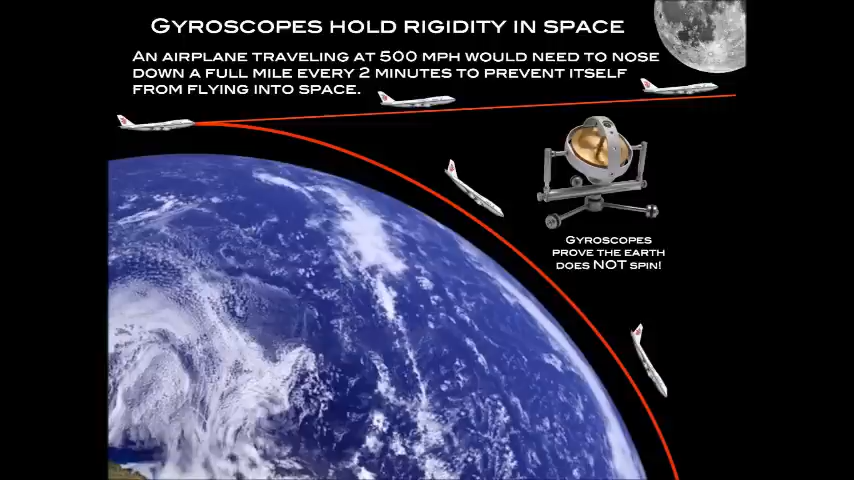 Gyroscopes hold rigidity in space
An airplane traveling at 500 mph would need to nose
down a full mile every 2 minutes to prevent itself
from flying into space.
Gyroscopes
prove the earth
does NOT spin!